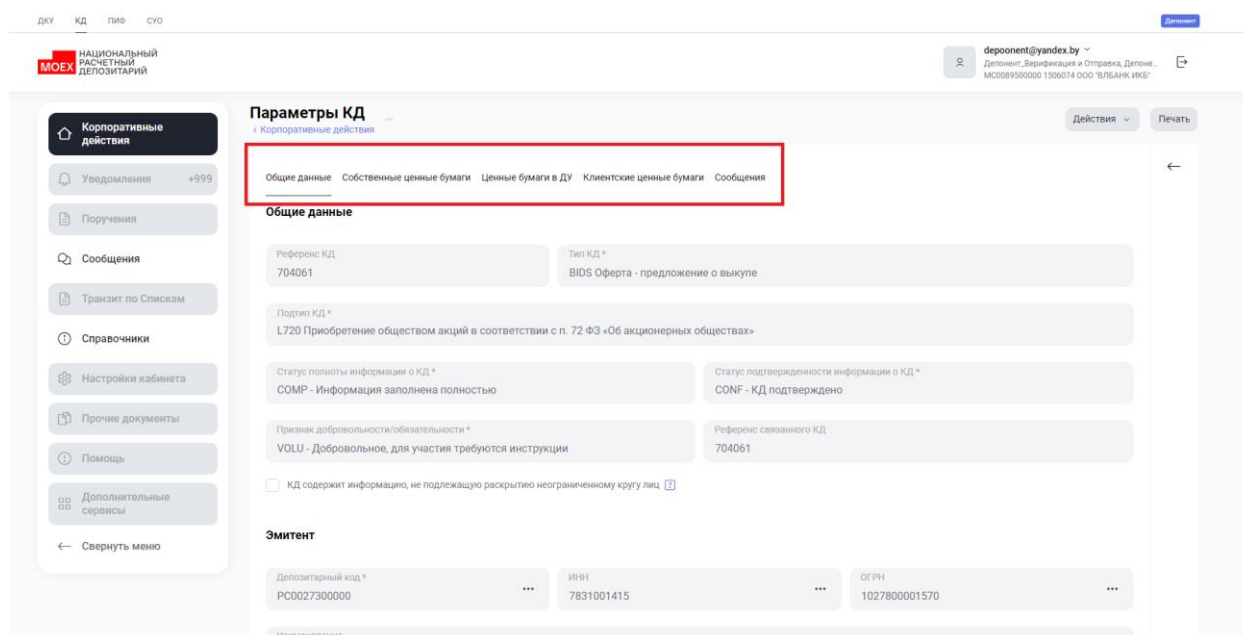 ДКУ КД ПИФ СУО
Депонент
MOEX НАЦИОНАЛЬНЫЙ РАСЧЕТНЫЙ ДЕПОЗИТАРИЙ
depoonent@yandex.by
Депонент_Верификация и Отправка, Депоне...
MC0089500000 1506074 ООО "ВЛБАНК ИКБ"
Корпоративные
действия
Уведомления +999
Поручения
Сообщения
Транзит по Спискам
Справочники
Настройки кабинета
Прочие документы
Помощь
Дополнительные
сервисы
Свернуть меню
Параметры КД ...
< Корпоративные действия
Действия
Печать
Общие данные Собственные ценные бумаги Ценные бумаги в ДУ Клиентские ценные бумаги Сообщения
Общие данные
Референс КД
704061
Тип КД *
BIDS Оферта - предложение о выкупе
Подтип КД *
L720 Приобретение обществом акций в соответствии с п. 72 ФЗ «Об акционерных обществах»
Статус полноты информации о КД *
COMP - Информация заполнена полностью
Статус подтвержденности информации о КД *
CONF - КД подтверждено
Признак добровольности/обязательности *
VOLU - Добровольное, для участия требуются инструкции
Референс связанного КД
704061
КД содержит информацию, не подлежащую раскрытию неограниченному кругу лиц ?
Эмитент
Депозитарный код *
PC0027300000
ИНН
7831001415
ОГРН
1027800001570